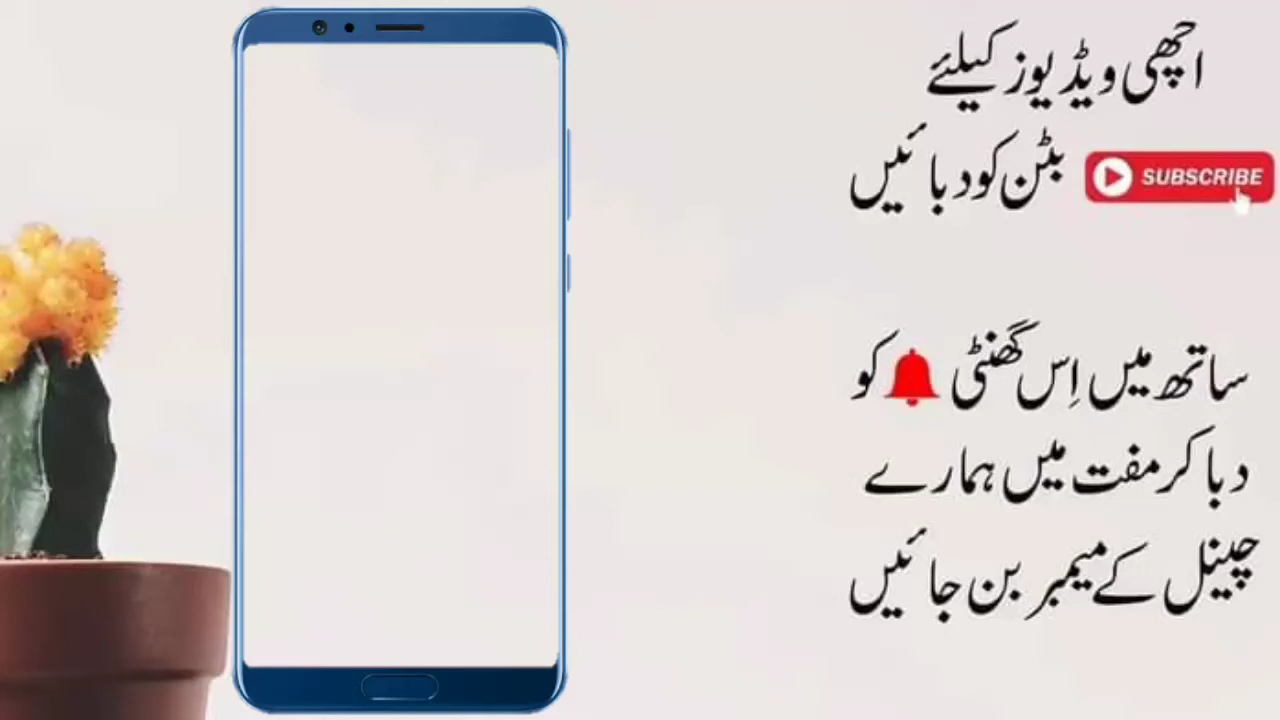 اچھی ویڈیوز کیلئے
SUBSCRIBE بٹن کو دبائیں
ساتھ میں اِس گھنٹی کو
دبا کر مفت میں ہمارے
چینل کے میمبر بن جائیں